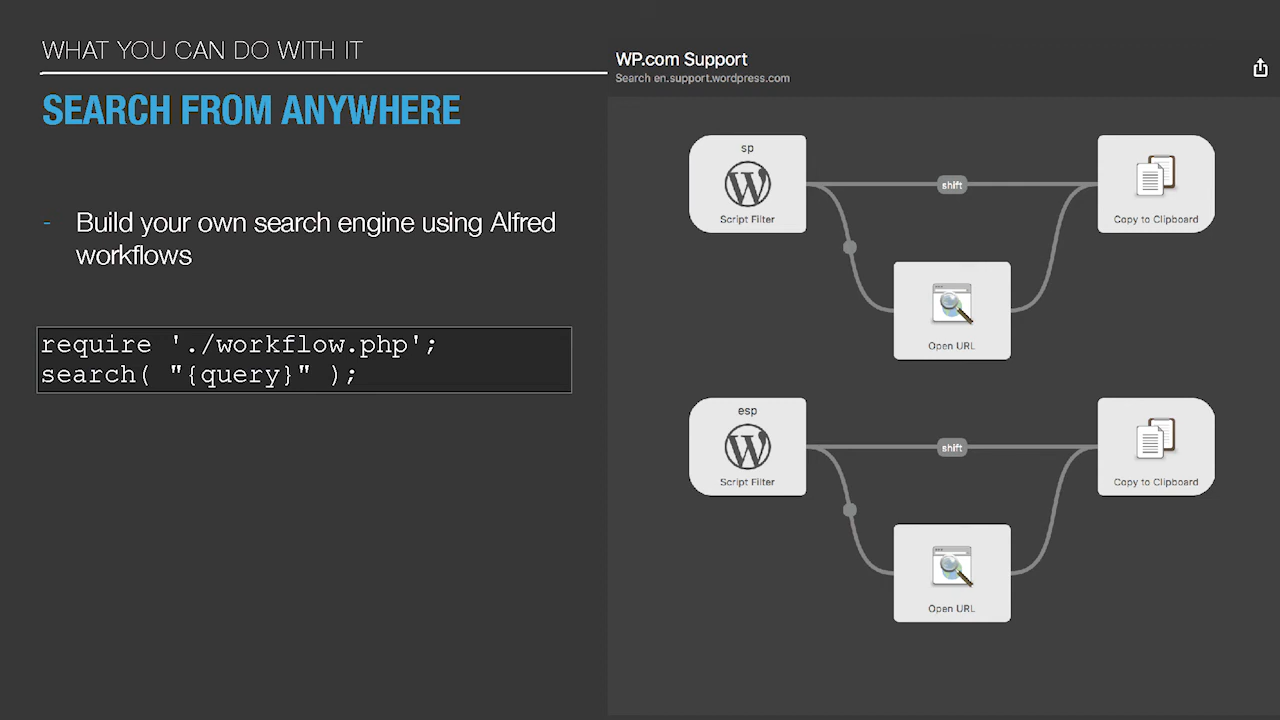 WHAT YOU CAN DO WITH IT
SEARCH FROM ANYWHERE
- Build your own search engine using Alfred
workflows
require './workflow.php';
search( "{query}" );
WP.com Support
Search en.support.wordpress.com
sp
Script Filter
shift
Copy to Clipboard
Open URL
esp
Script Filter
shift
Copy to Clipboard
Open URL